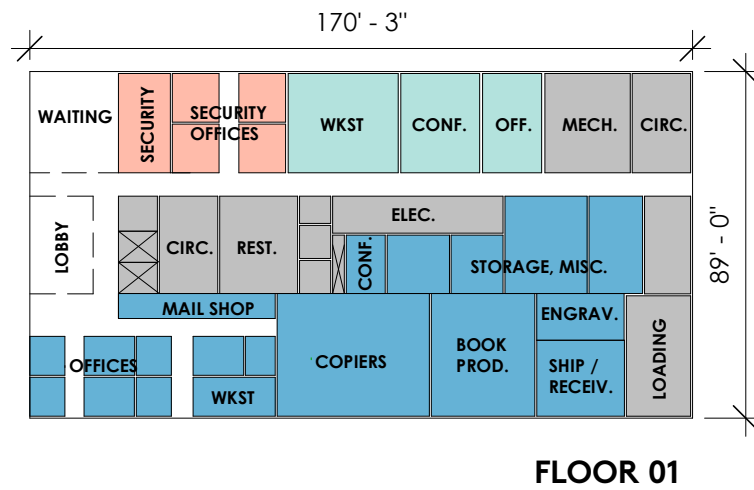 170' - 3"
WAITING
SECURITY
SECURITY
OFFICES
WKST
CONF.
OFF.
MECH.
CIRC.
LOBBY
CIRC.
REST.
ELEC.
CONF.
STORAGE, MISC.
89' - 0"
MAIL SHOP
OFFICES
WKST
COPIERS
BOOK
PROD.
ENGRAV.
SHIP /
RECEIV.
LOADING
FLOOR 01